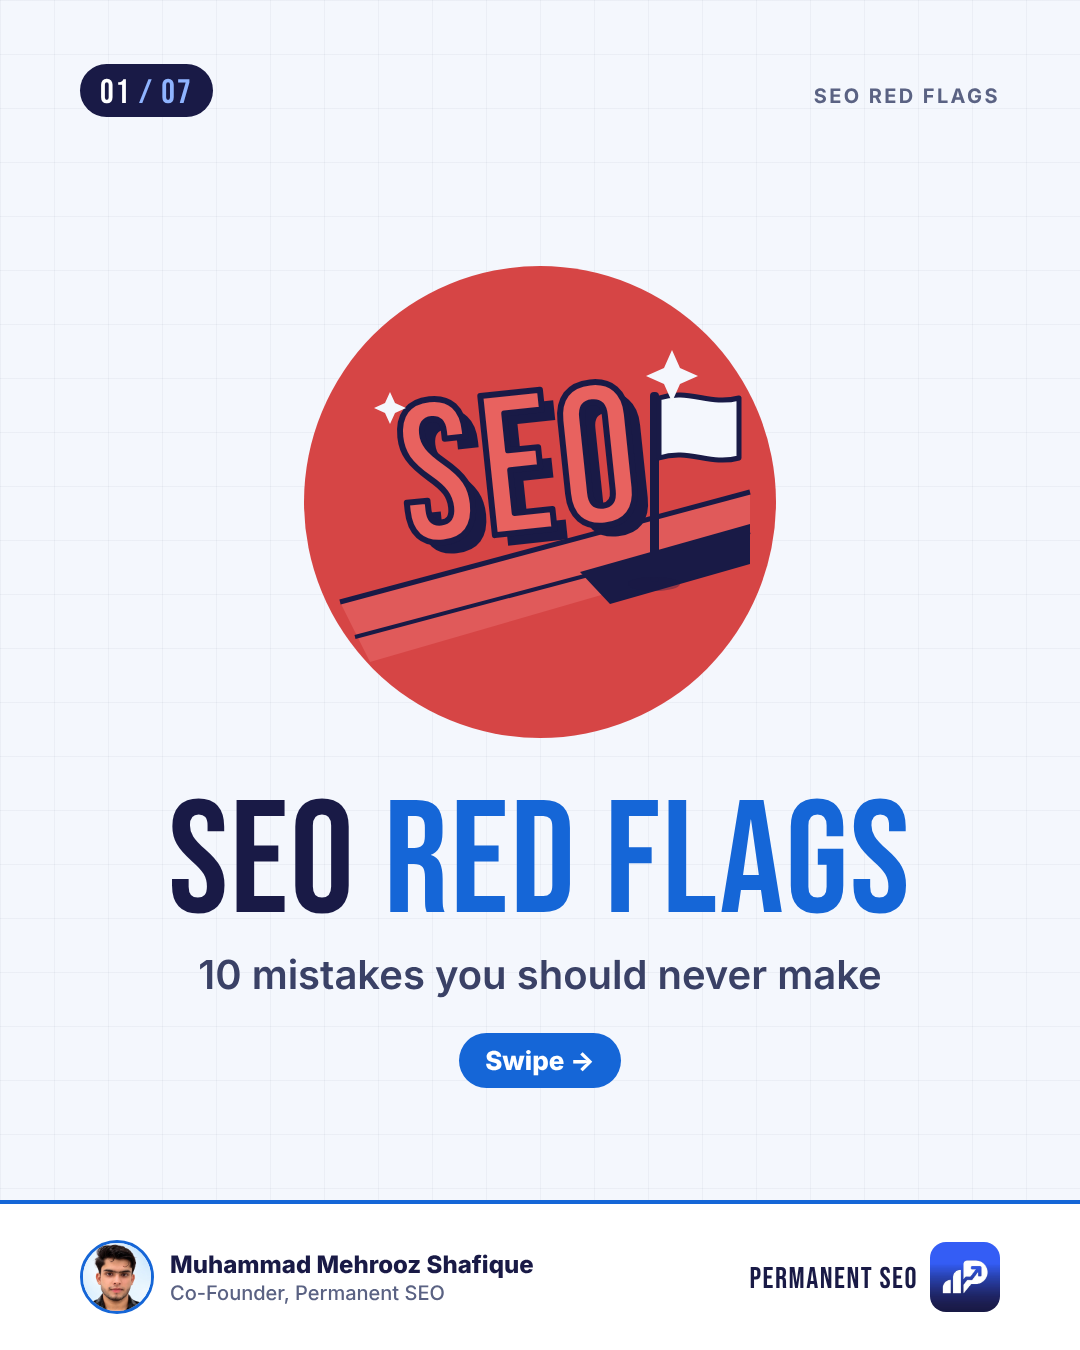 01 / 07
SEO RED FLAGS
SEO
SEO RED FLAGS
10 mistakes you should never make
Swipe →
Muhammad Mehrooz Shafique
Co-Founder, Permanent SEO
PERMANENT SEO